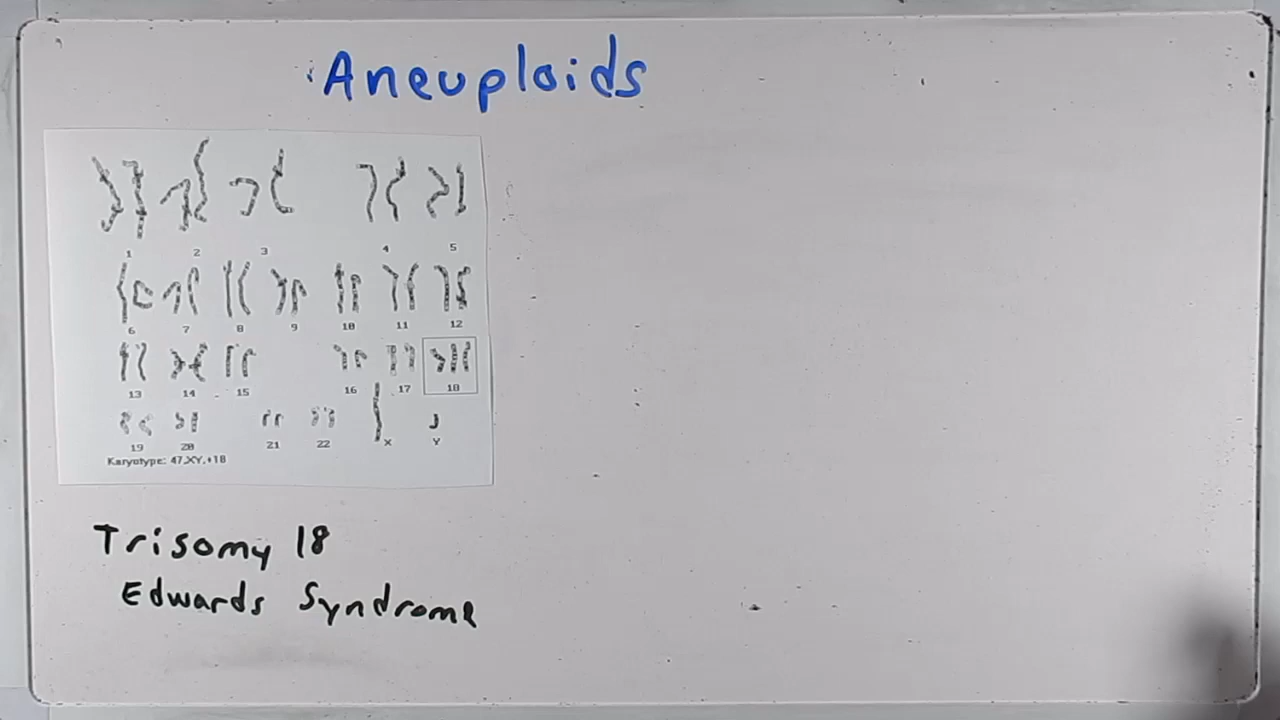 Aneuploids
1 2 3 4 5
6 7 8 9 10 11 12
13 14 15 16 17 18
19 20 21 22 X Y
Karyotype: 47,XY,+18
Trisomy 18
Edwards Syndrome